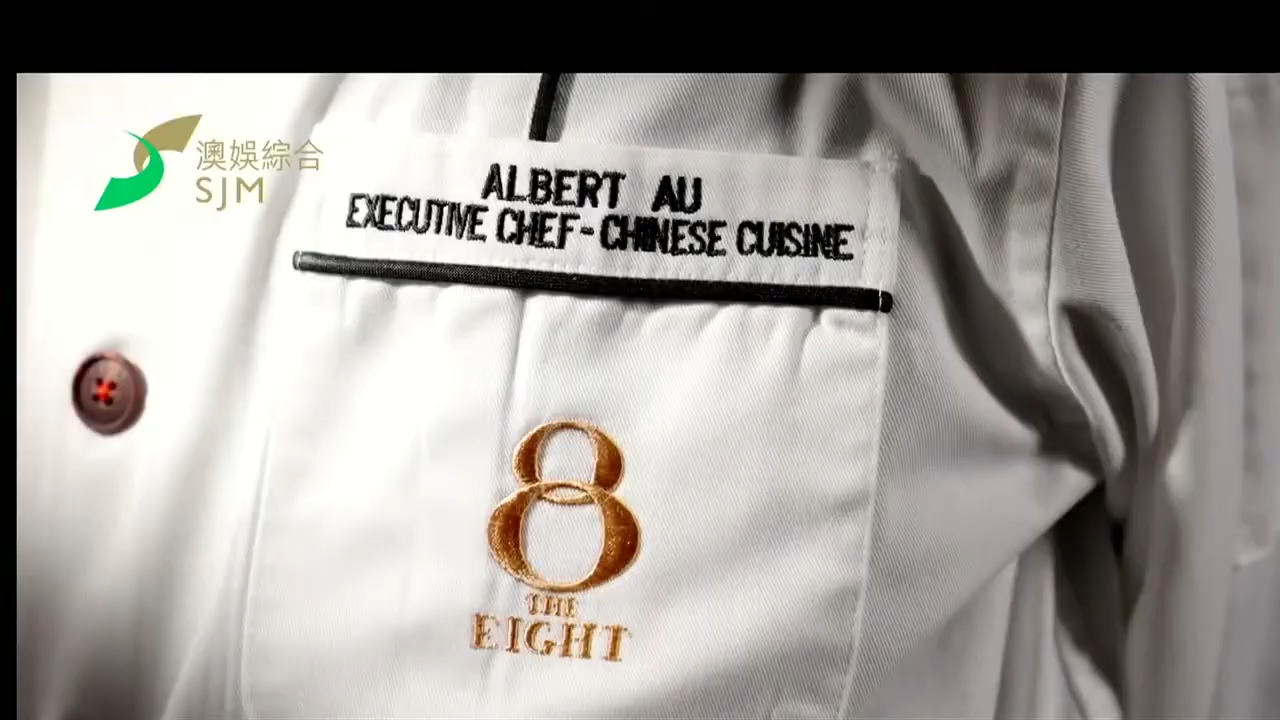 澳娛綜合
SJM
ALBERT AU
EXECUTIVE CHEF-CHINESE CUISINE
8
THE
EIGHT